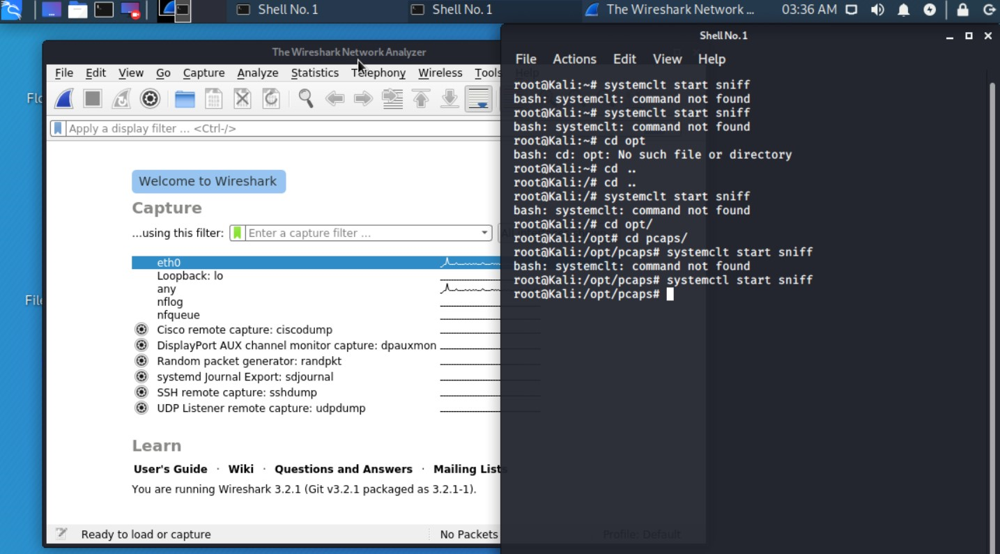 Shell No. 1
Shell No. 1
The Wireshark Network ...
03:36 AM
The Wireshark Network Analyzer
File Edit View Go Capture Analyze Statistics Telephony Wireless Tools Help
Apply a display filter ... <Ctrl-/>
Welcome to Wireshark
Capture
...using this filter:
Enter a capture filter ...
eth0
Loopback: lo
any
nflog
nfqueue
Cisco remote capture: ciscodump
DisplayPort AUX channel monitor capture: dpauxmon
Random packet generator: randpkt
systemd Journal Export: sdjournal
SSH remote capture: sshdump
UDP Listener remote capture: udpdump
Learn
User's Guide · Wiki · Questions and Answers · Mailing Lists
You are running Wireshark 3.2.1 (Git v3.2.1 packaged as 3.2.1-1).
Ready to load or capture
No Packets
Profile: Default
Shell No. 1
File Actions Edit View Help
root@Kali:~# systemclt start sniff
bash: systemclt: command not found
root@Kali:~# systemclt start sniff
bash: systemclt: command not found
root@Kali:~# cd opt
bash: cd: opt: No such file or directory
root@Kali:~# cd ..
root@Kali:/# cd ..
root@Kali:/# systemclt start sniff
bash: systemclt: command not found
root@Kali:/# cd opt/
root@Kali:/opt# cd pcaps/
root@Kali:/opt/pcaps# systemclt start sniff
bash: systemclt: command not found
root@Kali:/opt/pcaps# systemctl start sniff
root@Kali:/opt/pcaps#